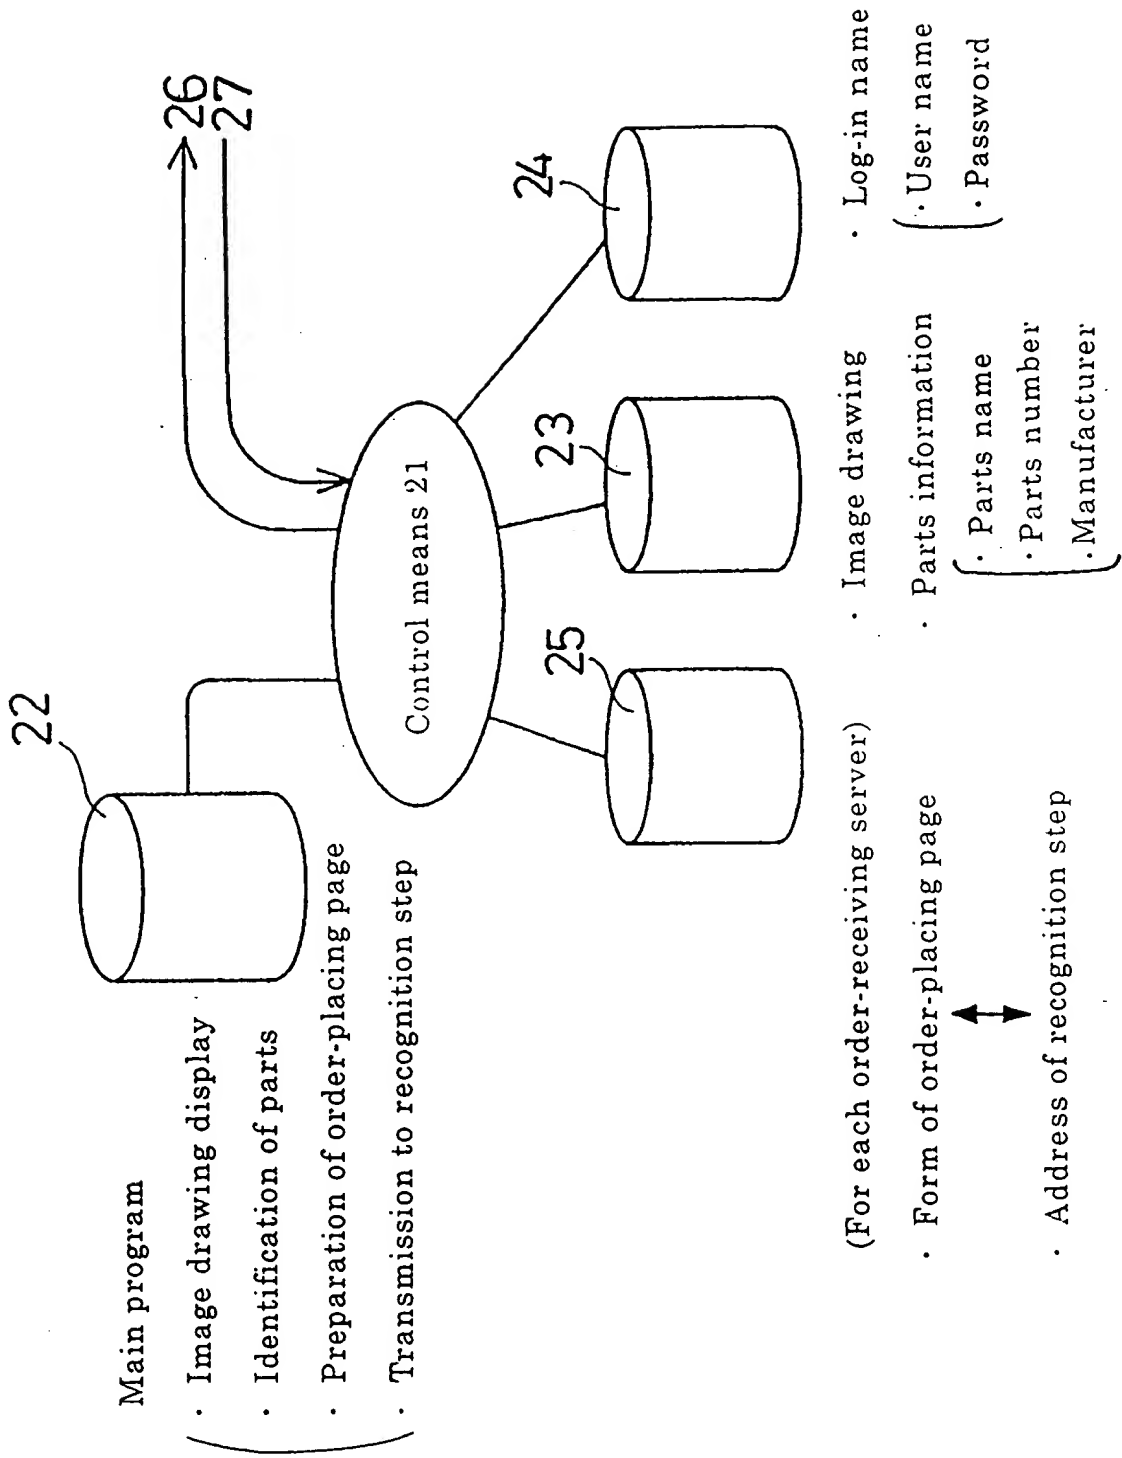 22
Main program
· Image drawing display
· Identification of parts
· Preparation of order-placing page
· Transmission to recognition step
26
27
Control means 21
25
23
24
(For each order-receiving server)
· Form of order-placing page
· Address of recognition step
· Image drawing
· Parts information
· Parts name
· Parts number
· Manufacturer
· Log-in name
· User name
· Password